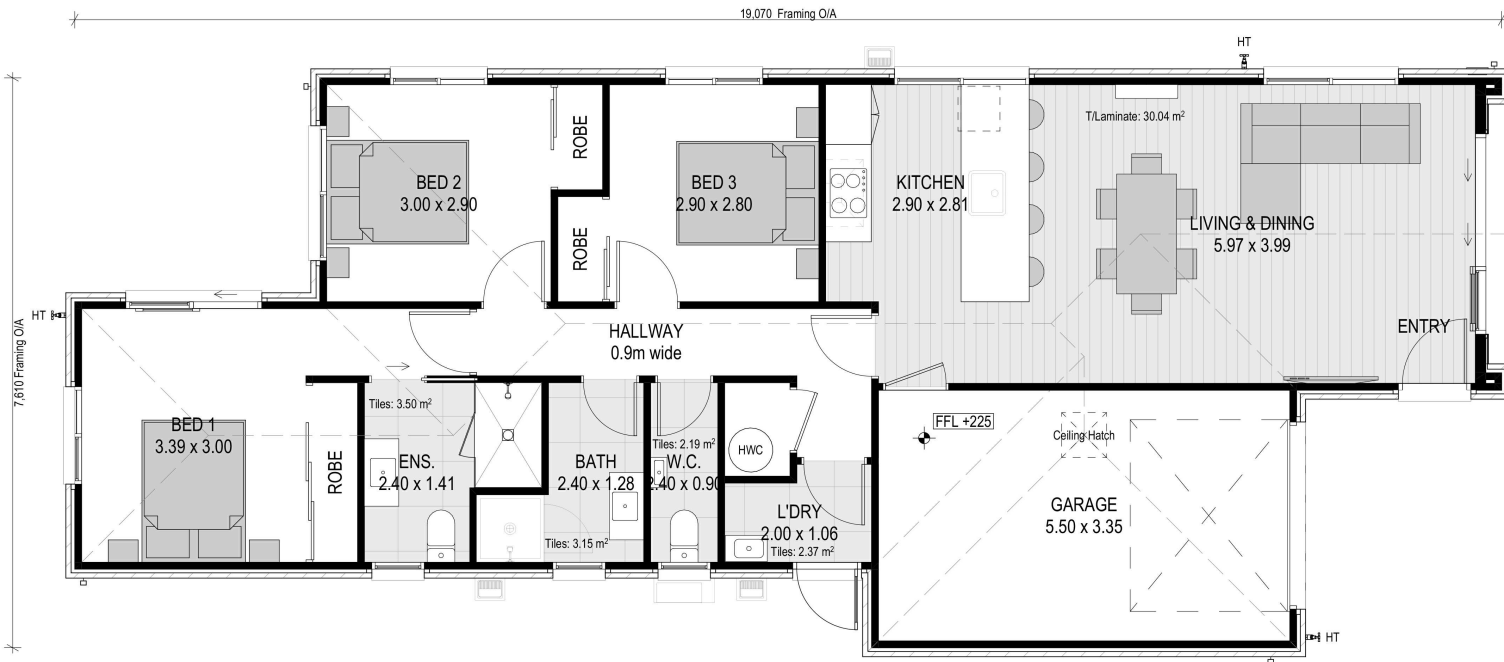 19,070 Framing O/A
HT
T/Laminate: 30.04 m²
ROBE
BED 2
3.00 x 2.90
BED 3
2.90 x 2.80
KITCHEN
2.90 x 2.81
LIVING & DINING
5.97 x 3.99
ROBE
HT
7,610 Framing O/A
HALLWAY
0.9m wide
ENTRY
Tiles: 3.50 m²
BED 1
3.39 x 3.00
FFL +225
Ceiling Hatch
Tiles: 2.19 m²
HWC
ROBE
ENS.
2.40 x 1.41
BATH
2.40 x 1.28
W.C.
2.40 x 0.90
GARAGE
5.50 x 3.35
L'DRY
2.00 x 1.06
Tiles: 2.37 m²
Tiles: 3.15 m²
HT